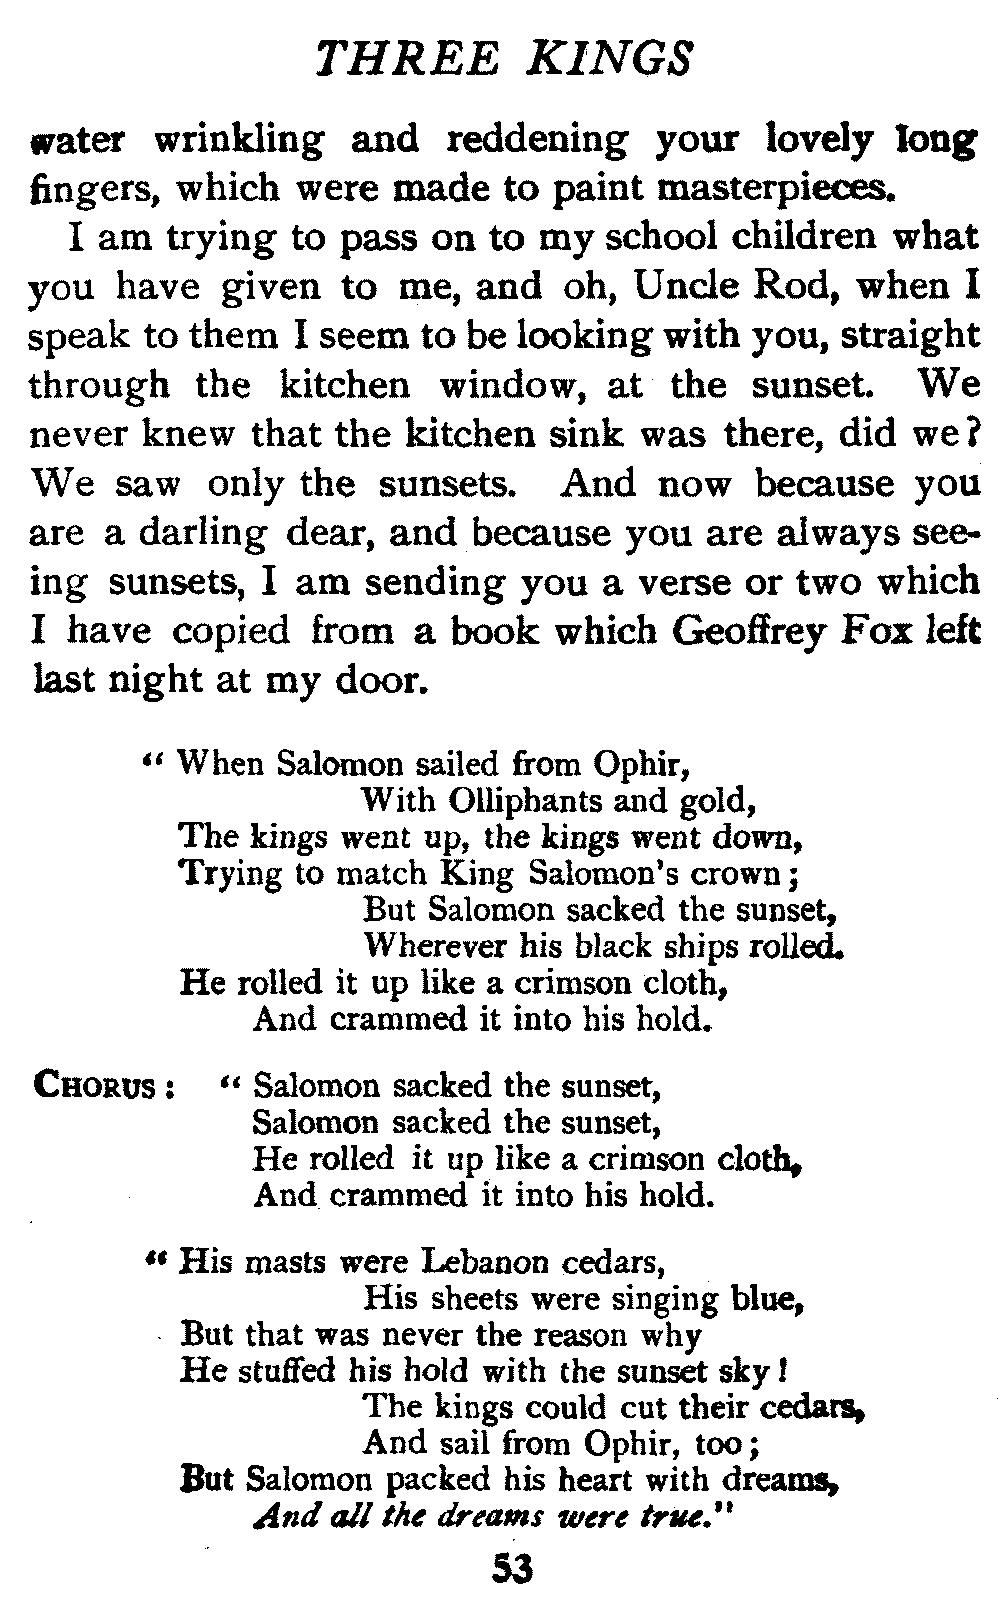 THREE KINGS
water wrinkling and reddening your lovely long
fingers, which were made to paint masterpieces.
I am trying to pass on to my school children what
you have given to me, and oh, Uncle Rod, when I
speak to them I seem to be looking with you, straight
through the kitchen window, at the sunset. We
never knew that the kitchen sink was there, did we?
We saw only the sunsets. And now because you
are a darling dear, and because you are always see-
ing sunsets, I am sending you a verse or two which
I have copied from a book which Geoffrey Fox left
last night at my door.
“ When Salomon sailed from Ophir,
With Olliphants and gold,
The kings went up, the kings went down,
Trying to match King Salomon's crown;
But Salomon sacked the sunset,
Wherever his black ships rolled.
He rolled it up like a crimson cloth,
And crammed it into his hold.
CHORUS: “ Salomon sacked the sunset,
Salomon sacked the sunset,
He rolled it up like a crimson cloth,
And crammed it into his hold.
“ His masts were Lebanon cedars,
His sheets were singing blue,
But that was never the reason why
He stuffed his hold with the sunset sky!
The kings could cut their cedars,
And sail from Ophir, too;
But Salomon packed his heart with dreams,
And all the dreams were true."
53